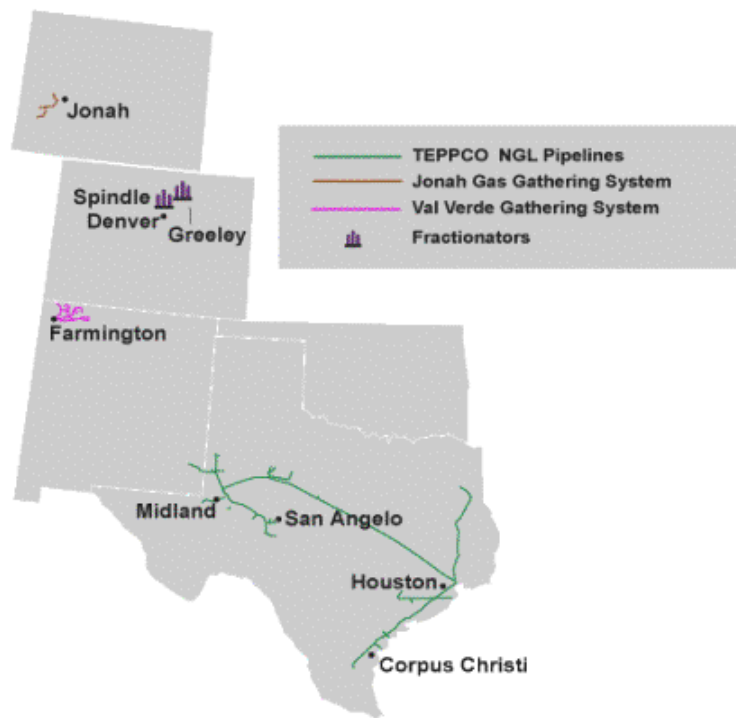 Jonah
TEPPCO NGL Pipelines
Jonah Gas Gathering System
Val Verde Gathering System
Fractionators
Spindle
Denver
Greeley
Farmington
Midland
San Angelo
Houston
Corpus Christi